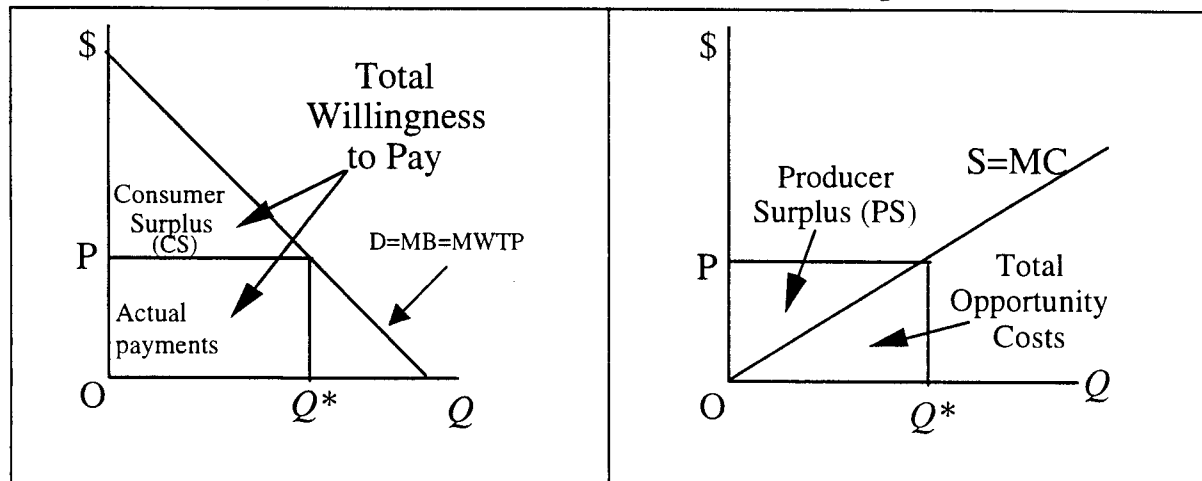 $
Total
Willingness
to Pay
Consumer
Surplus
(CS)
D=MB=MWTP
P
Actual
payments
O
Q*
Q
$
S=MC
Producer
Surplus (PS)
P
Total
Opportunity
Costs
O
Q*
Q